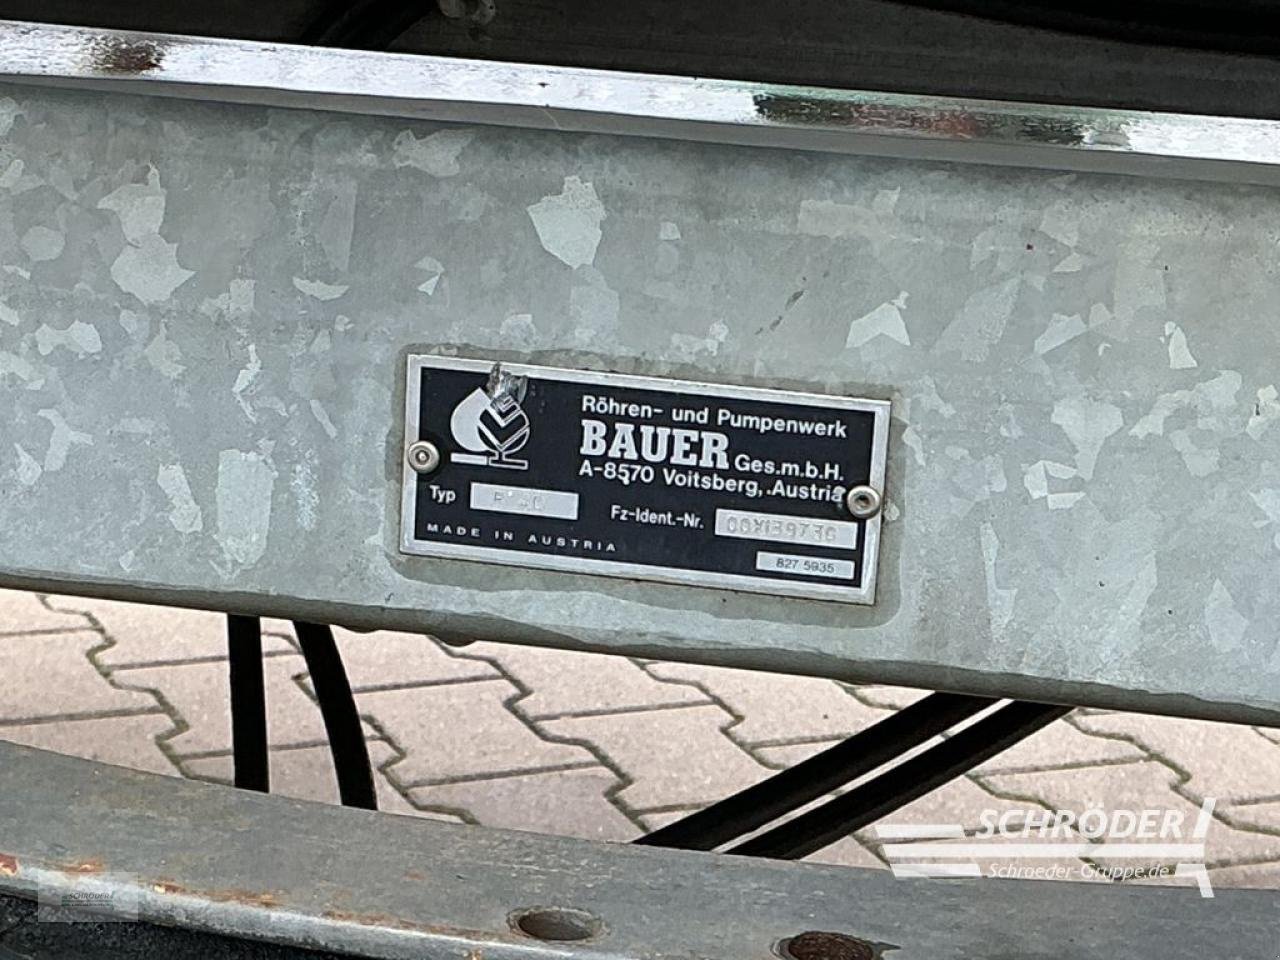 Röhren- und Pumpenwerk
BAUER Ges.m.b.H.
A-8570 Voitsberg, Austria
Typ
Fz-Ident.-Nr.
MADE IN AUSTRIA
827 5935
SCHRÖDER
Schroeder-Gruppe.de
SCHRÖDER